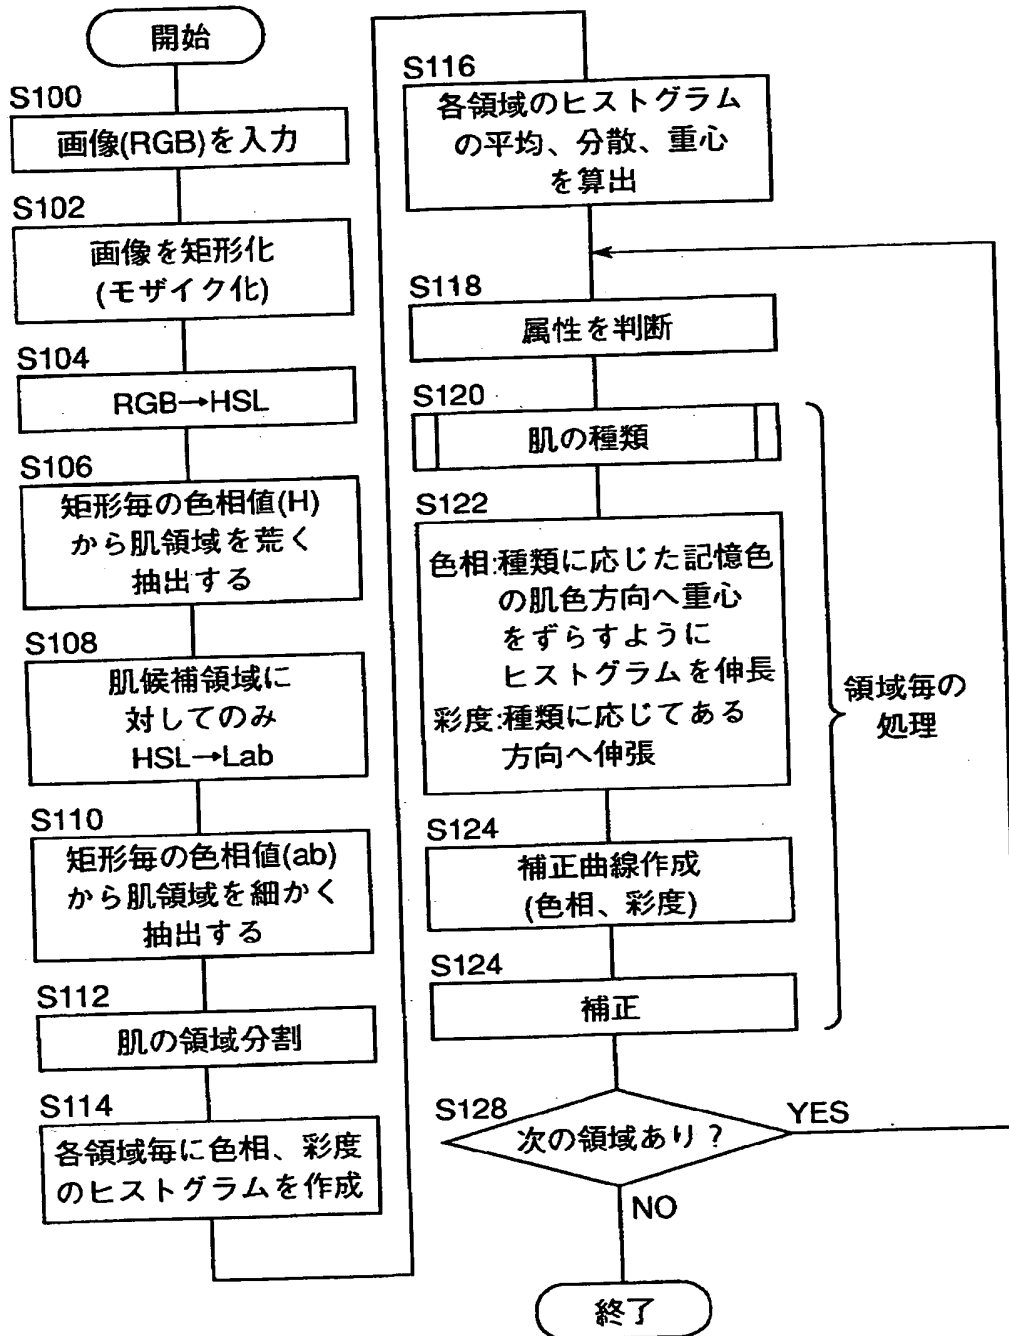 開始
S100
画像(RGB)を入力
S102
画像を矩形化
(モザイク化)
S104
RGB→HSL
S106
矩形毎の色相値(H)
から肌領域を荒く
抽出する
S108
肌候補領域に
対してのみ
HSL→Lab
S110
矩形毎の色相値(ab)
から肌領域を細かく
抽出する
S112
肌の領域分割
S114
各領域毎に色相、彩度
のヒストグラムを作成
S116
各領域のヒストグラム
の平均、分散、重心
を算出
S118
属性を判断
S120
肌の種類
S122
色相:種類に応じた記憶色
の肌色方向へ重心
をずらすように
ヒストグラムを伸長
彩度:種類に応じてある
方向へ伸張
S124
補正曲線作成
(色相、彩度)
S124
補正
領域毎の
処理
S128
次の領域あり?
YES
NO
終了